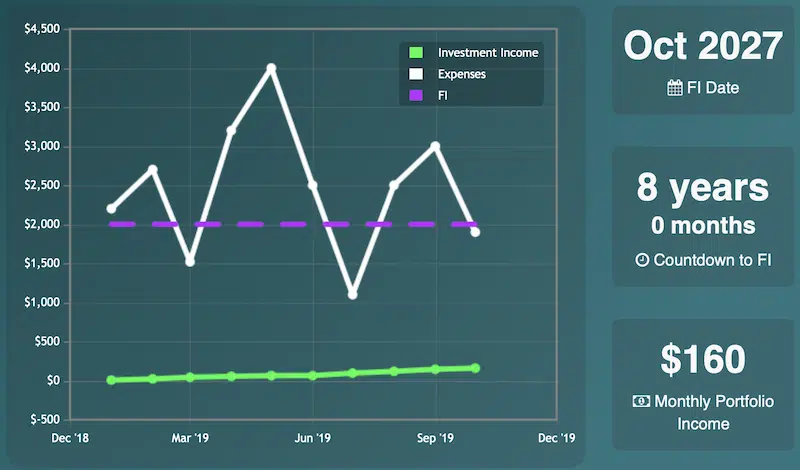 $4,500
$4,000
$3,500
$3,000
$2,500
$2,000
$1,500
$1,000
$500
$0
$-500
Dec '18
Mar '19
Jun '19
Sep '19
Dec '19
Investment Income
Expenses
FI
Oct 2027
FI Date
8 years
0 months
Countdown to FI
$160
Monthly Portfolio
Income